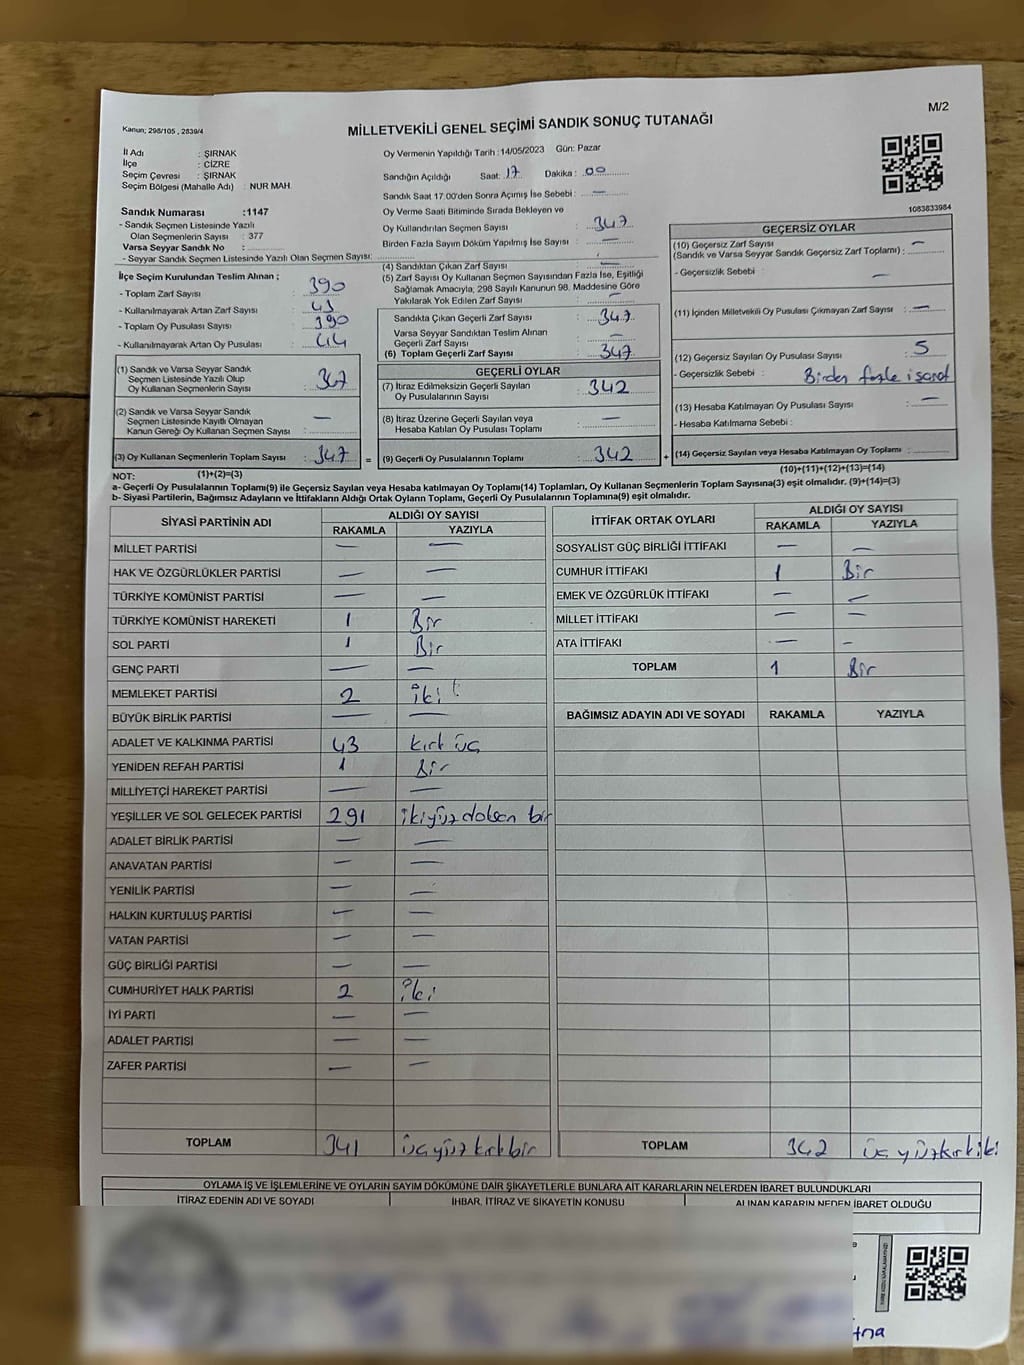 M/2
Kanun; 298/105 , 2839/4
MİLLETVEKİLİ GENEL SEÇİMİ SANDIK SONUÇ TUTANAĞI
İl Adı : ŞIRNAK
İlçe : CİZRE
Seçim Çevresi : ŞIRNAK
Seçim Bölgesi (Mahalle Adı) : NUR MAH.
Sandık Numarası :1147
- Sandık Seçmen Listesinde Yazılı
Olan Seçmenlerin Sayısı : 377
Varsa Seyyar Sandık No :
- Seyyar Sandık Seçmen Listesinde Yazılı Olan Seçmen Sayısı:
Oy Vermenin Yapıldığı Tarih : 14/05/2023 Gün: Pazar
Sandığın Açıldığı Saat: 17 Dakika : 00
Sandık Saat 17:00'den Sonra Açımış İse Sebebi : —
Oy Verme Saati Bitiminde Sırada Bekleyen ve
Oy Kullandırılan Seçmen Sayısı : 347
Birden Fazla Sayım Döküm Yapılmış İse Sayısı : —
1083833984
İlçe Seçim Kurulundan Teslim Alınan ;
- Toplam Zarf Sayısı : 390
- Kullanılmayarak Artan Zarf Sayısı : 43
- Toplam Oy Pusulası Sayısı : 390
- Kullanılmayarak Artan Oy Pusulası : 44
(1) Sandık ve Varsa Seyyar Sandık
Seçmen Listesinde Yazılı Olup
Oy Kullanan Seçmenlerin Sayısı : 347
(2) Sandık ve Varsa Seyyar Sandık
Seçmen Listesinde Kayıtlı Olmayan
Kanun Gereği Oy Kullanan Seçmen Sayısı : —
(3) Oy Kullanan Seçmenlerin Toplam Sayısı : 347
(4) Sandıktan Çıkan Zarf Sayısı : —
(5) Zarf Sayısı Oy Kullanan Seçmen Sayısından Fazla İse, Eşitliği
Sağlamak Amacıyla; 298 Sayılı Kanunun 98. Maddesine Göre
Yakılarak Yok Edilen Zarf Sayısı : —
Sandıkta Çıkan Geçerli Zarf Sayısı : 347
Varsa Seyyar Sandıktan Teslim Alınan
Geçerli Zarf Sayısı : —
(6) Toplam Geçerli Zarf Sayısı : 347
GEÇERLİ OYLAR
(7) İtiraz Edilmeksizin Geçerli Sayılan
Oy Pusulalarının Sayısı : 342
(8) İtiraz Üzerine Geçerli Sayılan veya
Hesaba Katılan Oy Pusulası Toplamı : —
= (9) Geçerli Oy Pusulalarının Toplamı : 342
GEÇERSİZ OYLAR
(10) Geçersiz Zarf Sayısı : —
(Sandık ve Varsa Seyyar Sandık Geçersiz Zarf Toplamı) :
- Geçersizlik Sebebi : —
(11) İçinden Milletvekili Oy Pusulası Çıkmayan Zarf Sayısı : —
(12) Geçersiz Sayılan Oy Pusulası Sayısı : 5
- Geçersizlik Sebebi : Birden fazla işaret
(13) Hesaba Katılmayan Oy Pusulası Sayısı : —
- Hesaba Katılmama Sebebi :
+ (14) Geçersiz Sayılan veya Hesaba Katılmayan Oy Toplamı :
NOT: (1)+(2)=(3) (10)+(11)+(12)+(13)=(14)
a- Geçerli Oy Pusulalarının Toplamı(9) ile Geçersiz Sayılan veya Hesaba katılmayan Oy Toplamı(14) Toplamları, Oy Kullanan Seçmenlerin Toplam Sayısına(3) eşit olmalıdır. (9)+(14)=(3)
b- Siyasi Partilerin, Bağımsız Adayların ve İttifakların Aldığı Ortak Oyların Toplamı, Geçerli Oy Pusulalarının Toplamına(9) eşit olmalıdır.
SİYASİ PARTİNİN ADI ALDIĞI OY SAYISI
RAKAMLA YAZIYLA
MİLLET PARTİSİ — —
HAK VE ÖZGÜRLÜKLER PARTİSİ — —
TÜRKİYE KOMÜNİST PARTİSİ — —
TÜRKİYE KOMÜNİST HAREKETİ 1 Bir
SOL PARTİ 1 Bir
GENÇ PARTİ — —
MEMLEKET PARTİSİ 2 iki
BÜYÜK BİRLİK PARTİSİ — —
ADALET VE KALKINMA PARTİSİ 43 kırk üç
YENİDEN REFAH PARTİSİ 1 Bir
MİLLİYETÇİ HAREKET PARTİSİ — —
YEŞİLLER VE SOL GELECEK PARTİSİ 291 ikiyüz doksan bir
ADALET BİRLİK PARTİSİ — —
ANAVATAN PARTİSİ — —
YENİLİK PARTİSİ — —
HALKIN KURTULUŞ PARTİSİ — —
VATAN PARTİSİ — —
GÜÇ BİRLİĞİ PARTİSİ — —
CUMHURİYET HALK PARTİSİ 2 iki
İYİ PARTİ — —
ADALET PARTİSİ — —
ZAFER PARTİSİ — —
TOPLAM 341 üç yüz kırk bir
İTTİFAK ORTAK OYLARI ALDIĞI OY SAYISI
RAKAMLA YAZIYLA
SOSYALİST GÜÇ BİRLİĞİ İTTİFAKI — —
CUMHUR İTTİFAKI 1 Bir
EMEK VE ÖZGÜRLÜK İTTİFAKI — —
MİLLET İTTİFAKI — —
ATA İTTİFAKI — —
TOPLAM 1 Bir
BAĞIMSIZ ADAYIN ADI VE SOYADI RAKAMLA YAZIYLA
TOPLAM 342 üç yüz kırk iki
OYLAMA İŞ VE İŞLEMLERİNE VE OYLARIN SAYIM DÖKÜMÜNE DAİR ŞİKAYETLERLE BUNLARA AİT KARARLARIN NELERDEN İBARET BULUNDUKLARI
İTİRAZ EDENİN ADI VE SOYADI İHBAR, İTİRAZ VE ŞİKAYETİN KONUSU ALINAN KARARIN NEDEN İBARET OLDUĞU